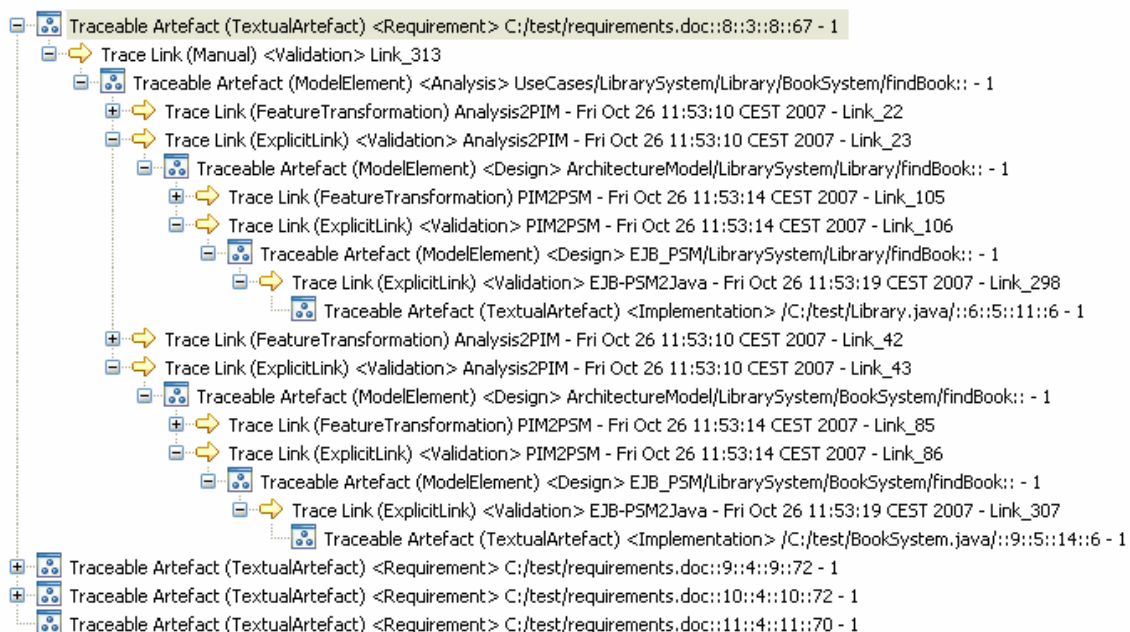 Traceable Artefact (TextualArtefact) <Requirement> C:/test/requirements.doc::8::3::8::67 - 1
Trace Link (Manual) <Validation> Link_313
Traceable Artefact (ModelElement) <Analysis> UseCases/LibrarySystem/Library/BookSystem/findBook:: - 1
Trace Link (FeatureTransformation) Analysis2PIM - Fri Oct 26 11:53:10 CEST 2007 - Link_22
Trace Link (ExplicitLink) <Validation> Analysis2PIM - Fri Oct 26 11:53:10 CEST 2007 - Link_23
Traceable Artefact (ModelElement) <Design> ArchitectureModel/LibrarySystem/Library/findBook:: - 1
Trace Link (FeatureTransformation) PIM2PSM - Fri Oct 26 11:53:14 CEST 2007 - Link_105
Trace Link (ExplicitLink) <Validation> PIM2PSM - Fri Oct 26 11:53:14 CEST 2007 - Link_106
Traceable Artefact (ModelElement) <Design> EJB_PSM/LibrarySystem/Library/findBook:: - 1
Trace Link (ExplicitLink) <Validation> EJB-PSM2Java - Fri Oct 26 11:53:19 CEST 2007 - Link_298
Traceable Artefact (TextualArtefact) <Implementation> /C:/test/Library.java/::6::5::11::6 - 1
Trace Link (FeatureTransformation) Analysis2PIM - Fri Oct 26 11:53:10 CEST 2007 - Link_42
Trace Link (ExplicitLink) <Validation> Analysis2PIM - Fri Oct 26 11:53:10 CEST 2007 - Link_43
Traceable Artefact (ModelElement) <Design> ArchitectureModel/LibrarySystem/BookSystem/findBook:: - 1
Trace Link (FeatureTransformation) PIM2PSM - Fri Oct 26 11:53:14 CEST 2007 - Link_85
Trace Link (ExplicitLink) <Validation> PIM2PSM - Fri Oct 26 11:53:14 CEST 2007 - Link_86
Traceable Artefact (ModelElement) <Design> EJB_PSM/LibrarySystem/BookSystem/findBook:: - 1
Trace Link (ExplicitLink) <Validation> EJB-PSM2Java - Fri Oct 26 11:53:19 CEST 2007 - Link_307
Traceable Artefact (TextualArtefact) <Implementation> /C:/test/BookSystem.java/::9::5::14::6 - 1
Traceable Artefact (TextualArtefact) <Requirement> C:/test/requirements.doc::9::4::9::72 - 1
Traceable Artefact (TextualArtefact) <Requirement> C:/test/requirements.doc::10::4::10::72 - 1
Traceable Artefact (TextualArtefact) <Requirement> C:/test/requirements.doc::11::4::11::70 - 1